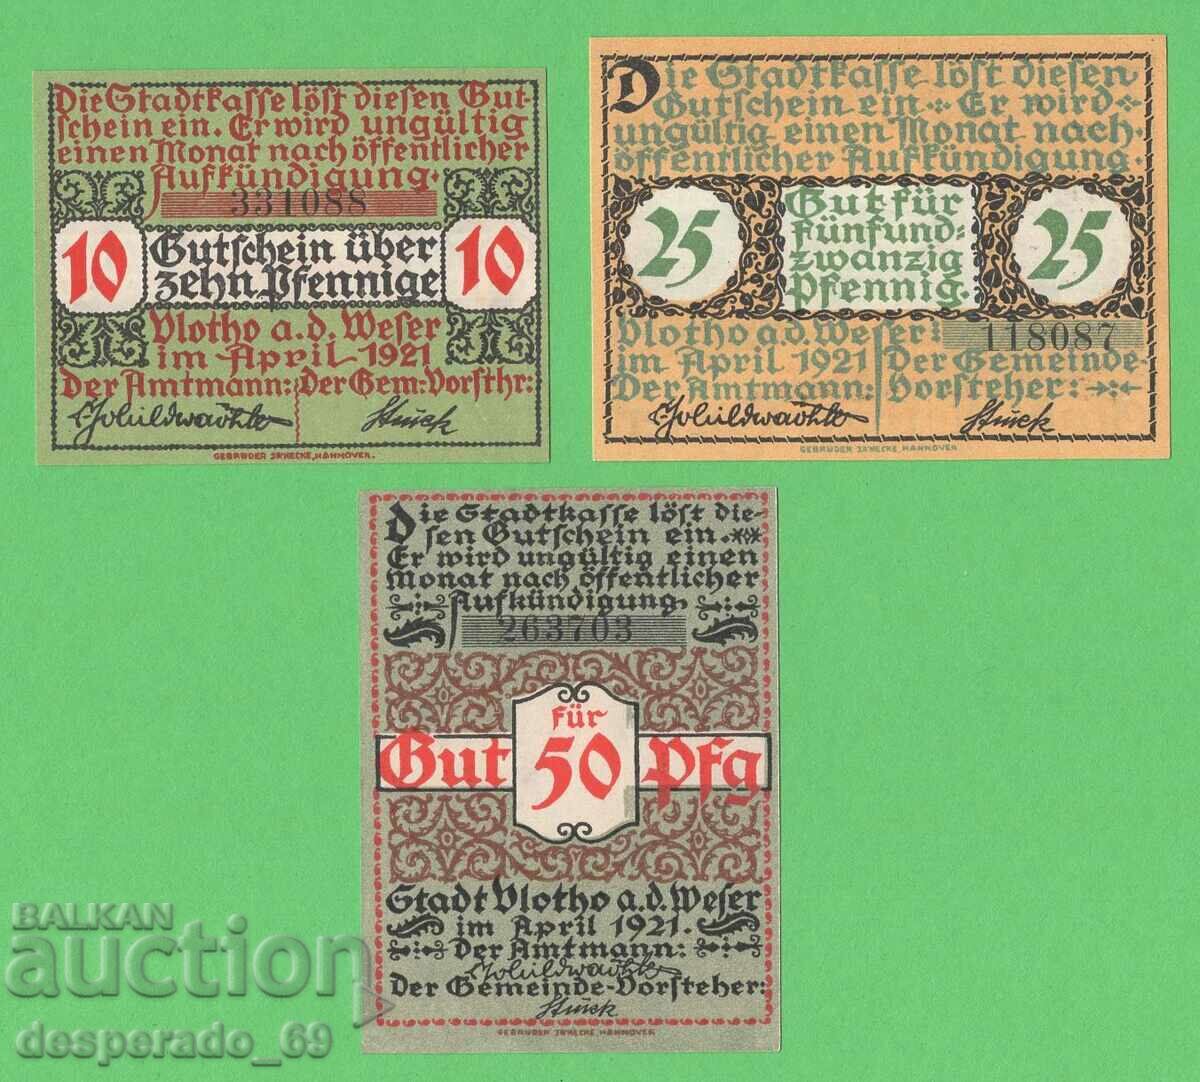 Die Stadtkasse löst diesen Gut-
schein ein. Er wird ungültig
einen Monat nach öffentlicher
Aufkündigung.
331088
10
Gutschein über
zehn Pfennige
10
Vlotho a.d. Weser
im April 1921
Der Amtmann: Der Gem-Vorsthr:
Stuck
GEBRÜDER JÄNECKE, HANNOVER.
Die Stadtkasse löst diesen
Gutschein ein. Er wird
ungültig einen Monat nach
öffentlicher Aufkündigung.
25
Gut für
fünfund=
zwanzig
Pfennig.
25
Vlotho a.d. Weser
118087
im April 1921 Der Gemeinde-
Der Amtmann: Vorsteher:
Stuck
GEBRÜDER JÄNECKE, HANNOVER
Die Stadtkasse löst die-
sen Gutschein ein.
Er wird ungültig einen
Monat nach öffentlicher
Aufkündigung.
263703
für
Gut 50 Pfg
Stadt Vlotho a.d. Weser
im April 1921.
Der Amtmann:
Der Gemeinde-Vorsteher:
Stuck
GEBRÜDER JÄNECKE HANNOVER
BALKAN
auction
desperado_69